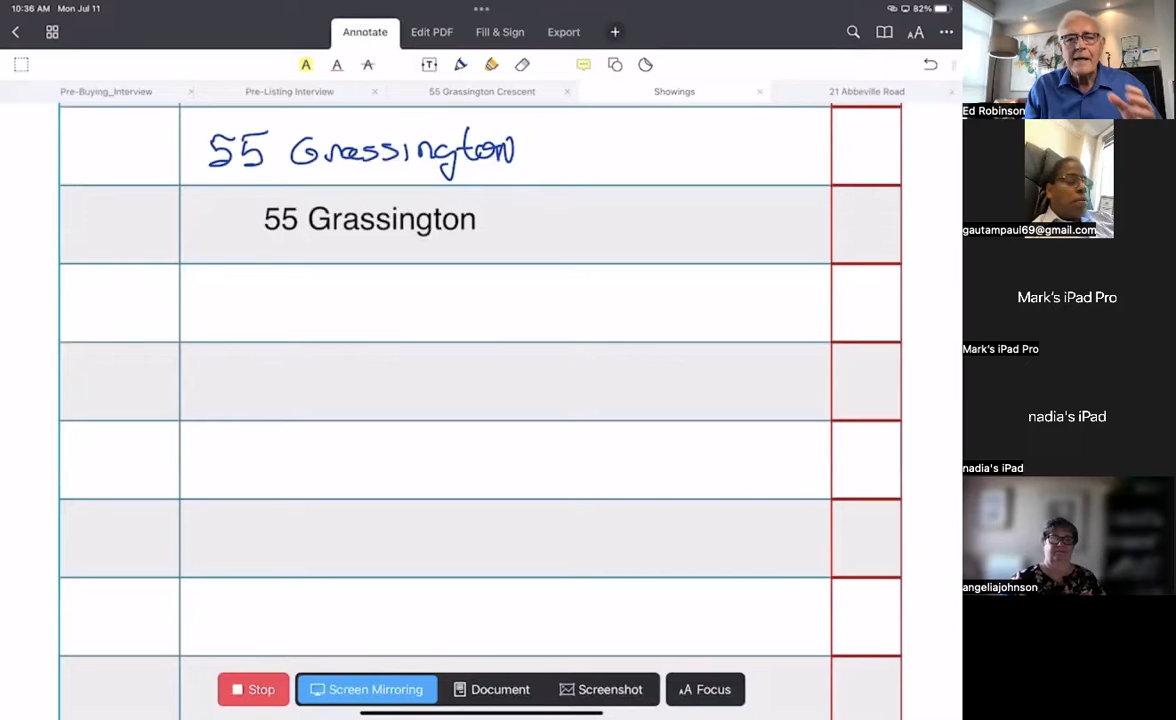 10:36 AM Mon Jul 11
82%
Annotate Edit PDF Fill & Sign Export +
A A A T
AA
Pre-Buying_Interview × Pre-Listing Interview × 55 Grassington Crescent × Showings × 21 Abbeville Road ×
55 Grassington
55 Grassington
Stop Screen Mirroring Document Screenshot AA Focus
Ed Robinson
gautampaul69@gmail.com
Mark's iPad Pro
Mark's iPad Pro
nadia's iPad
nadia's iPad
angeliajohnson